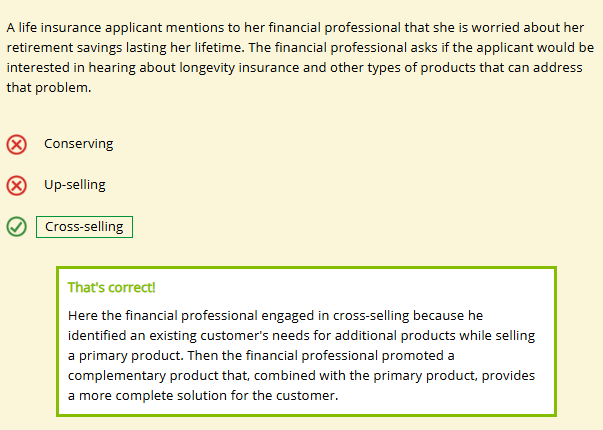 A life insurance applicant mentions to her financial professional that she is worried about her
retirement savings lasting her lifetime. The financial professional asks if the applicant would be
interested in hearing about longevity insurance and other types of products that can address
that problem.
Conserving
Up-selling
Cross-selling
That's correct!
Here the financial professional engaged in cross-selling because he
identified an existing customer's needs for additional products while selling
a primary product. Then the financial professional promoted a
complementary product that, combined with the primary product, provides
a more complete solution for the customer.